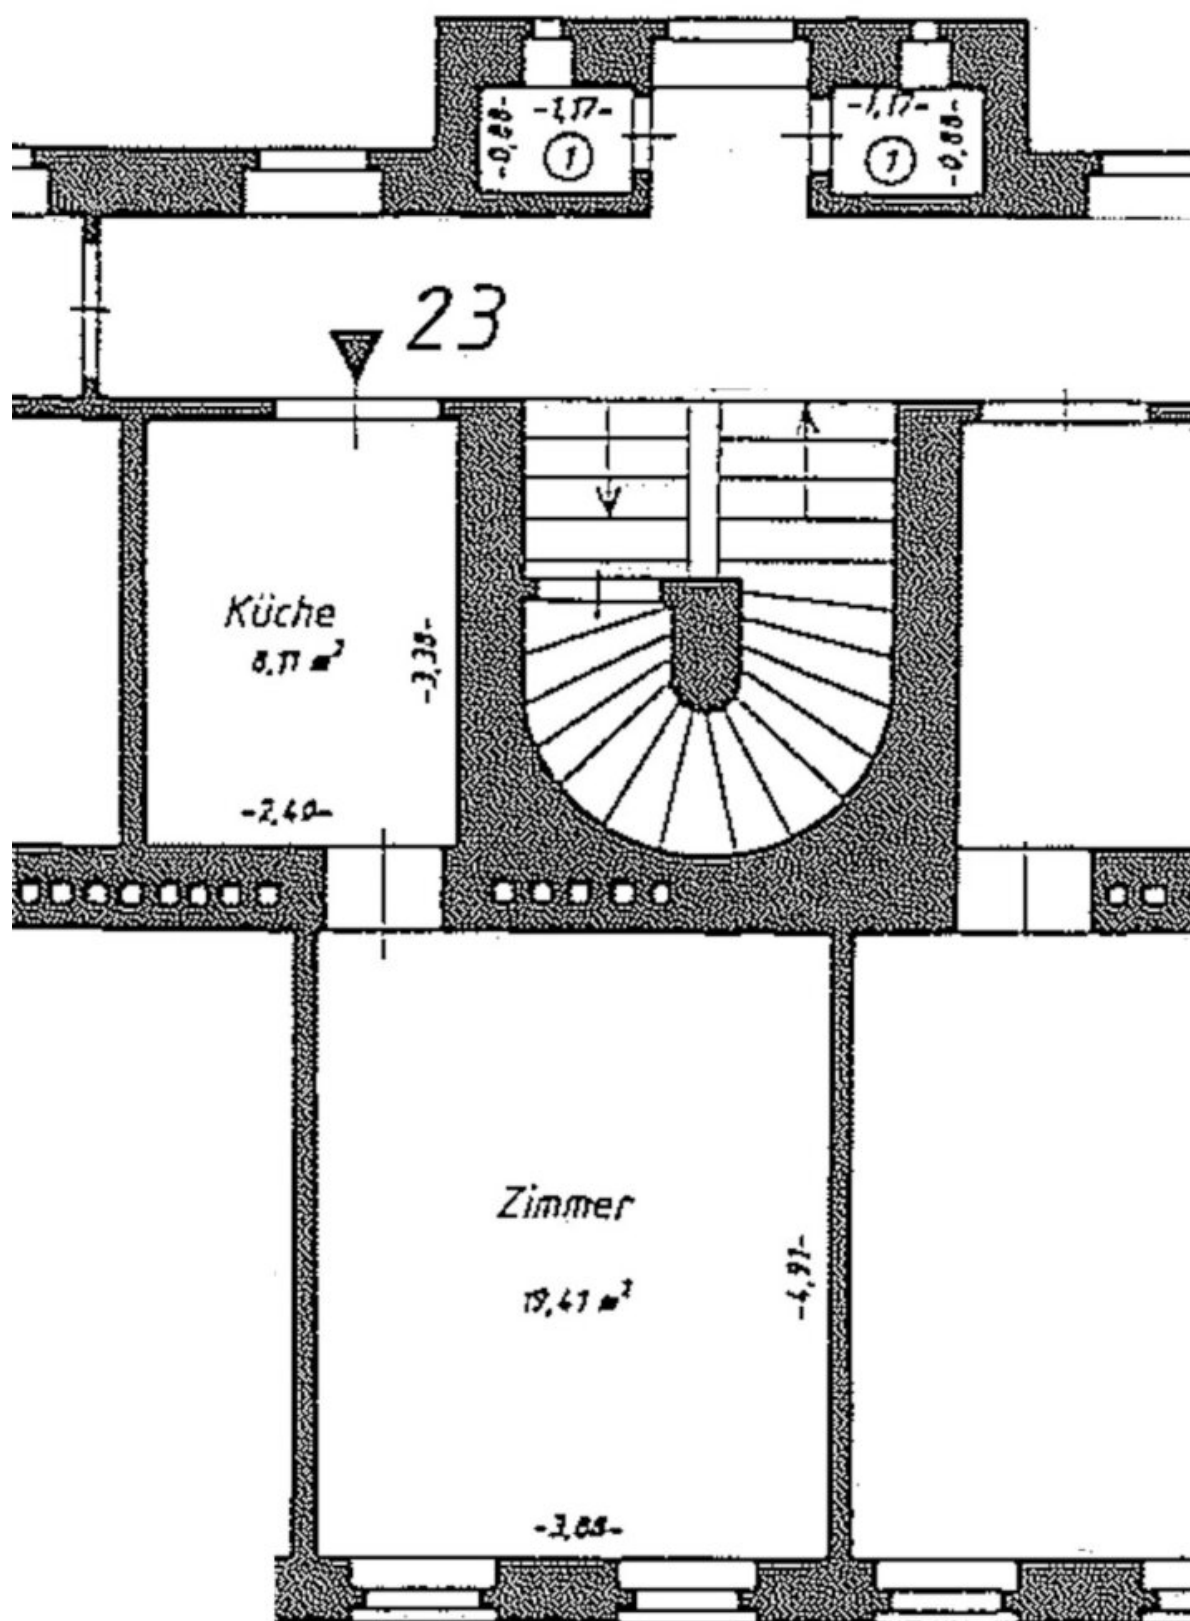 -1,17-
-0,88-
1
-1,17-
-0,88-
1
23
Küche
8,11 m²
-3,38-
-2,40-
Zimmer
19,41 m²
-4,91-
-3,88-